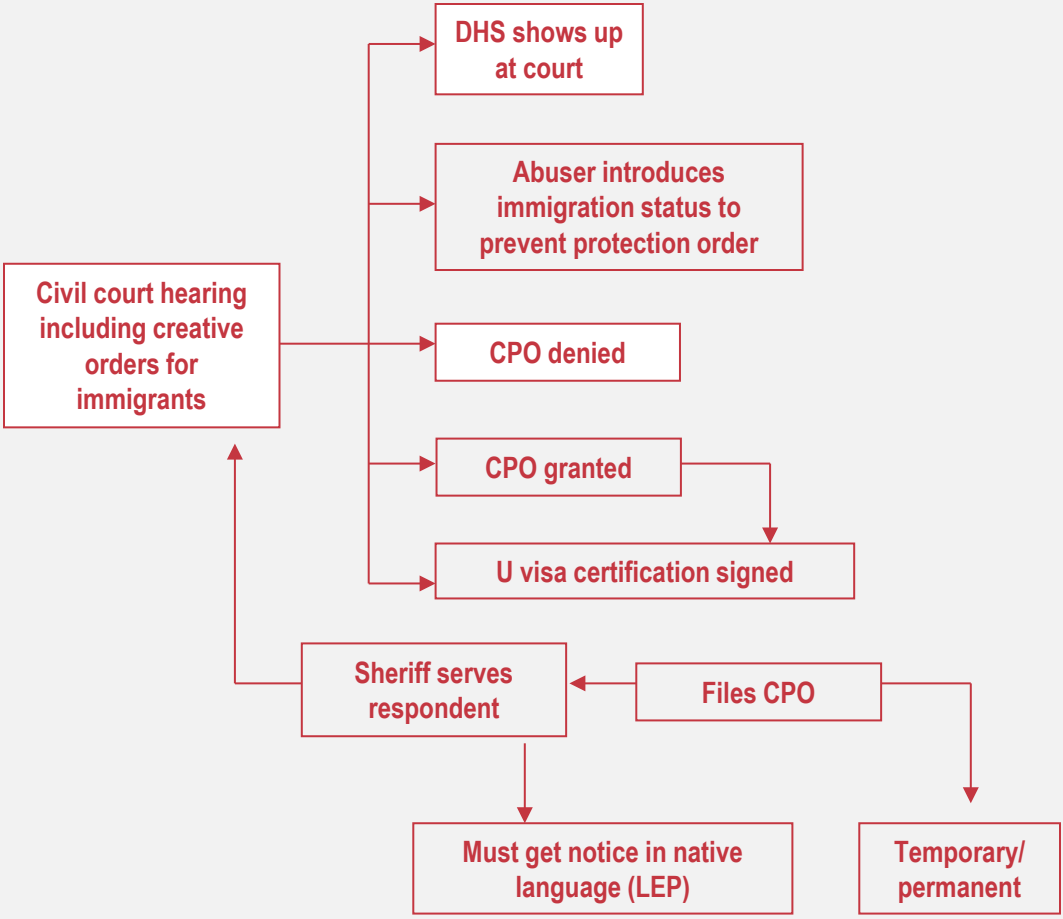 DHS shows up
at court
Abuser introduces
immigration status to
prevent protection order
Civil court hearing
including creative
orders for
immigrants
CPO denied
CPO granted
U visa certification signed
Sheriff serves
respondent
Files CPO
Must get notice in native
language (LEP)
Temporary/
permanent